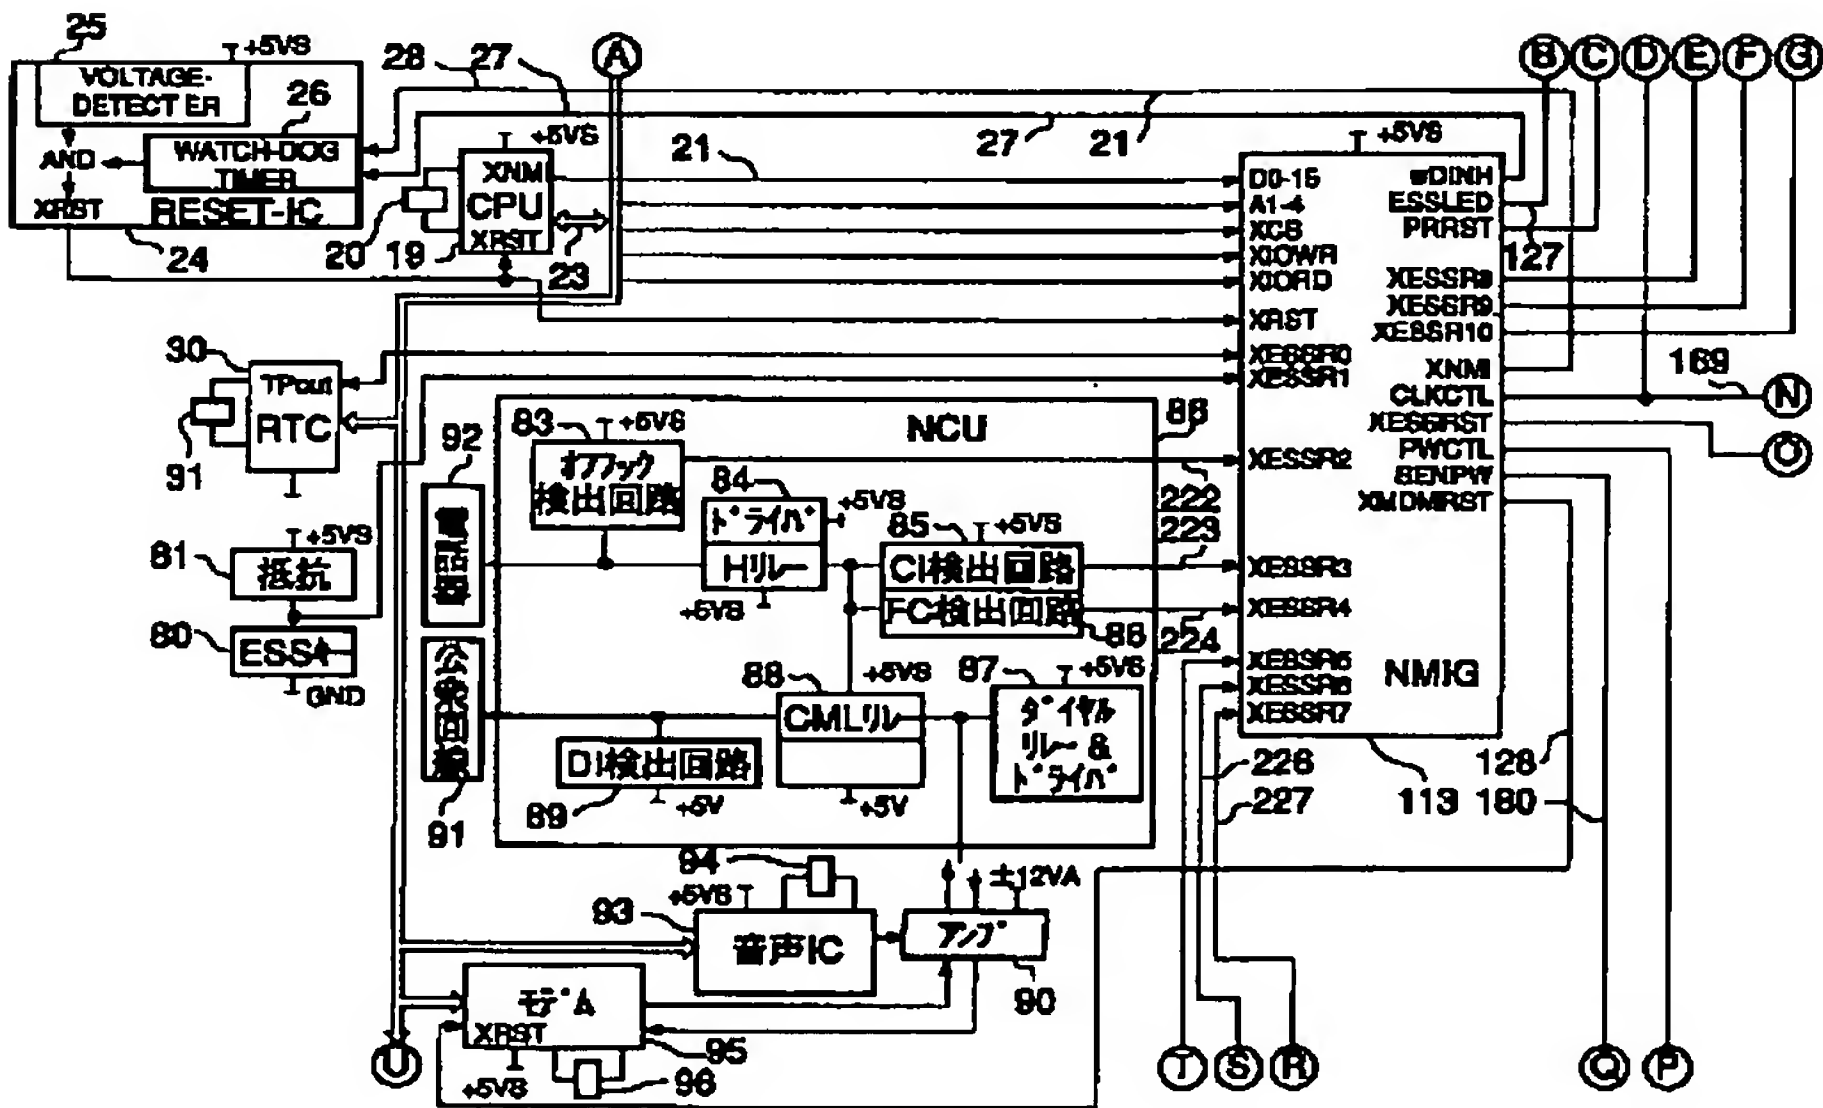 25
+5VS
28
27
A
B
C
D
E
F
G
VOLTAGE-
DETECTER
26
AND
WATCH-DOG
TIMER
XRST
RESET-IC
24
+5VS
XNMI
CPU
XRST
20
19
23
21
27
21
+5VS
D0-15
A1-4
XCS
XIOWR
XIORD
XRST
XESSR0
XESSR1
XESSR2
XESSR3
XESSR4
XESSR5
XESSR6
XESSR7
WDINH
ESSLED
PRRST
XESSR8
XESSR9
XESSR10
XNMI
CLKCTL
XESSRST
PWCTL
SENPW
XMDMRST
NMIG
127
169
N
O
30
TPout
RTC
31
92
電話機
NCU
83
+5VS
オフフック
検出回路
84
ドライバ
+5VS
Hリレー
+5VS
85
+5VS
CI検出回路
FC検出回路
86
222
223
224
81
+5VS
抵抗
80
GND
公衆回線
91
88
+5VS
CMLリレー
+5V
DI検出回路
+5V
89
87
+5VS
ダイヤル
リレー&
ドライバ
226
227
128
113
180
94
93
+5VS
音声IC
±12VA
アンプ
90
モデム
XRST
+5VS
95
96
U
T
S
R
Q
P